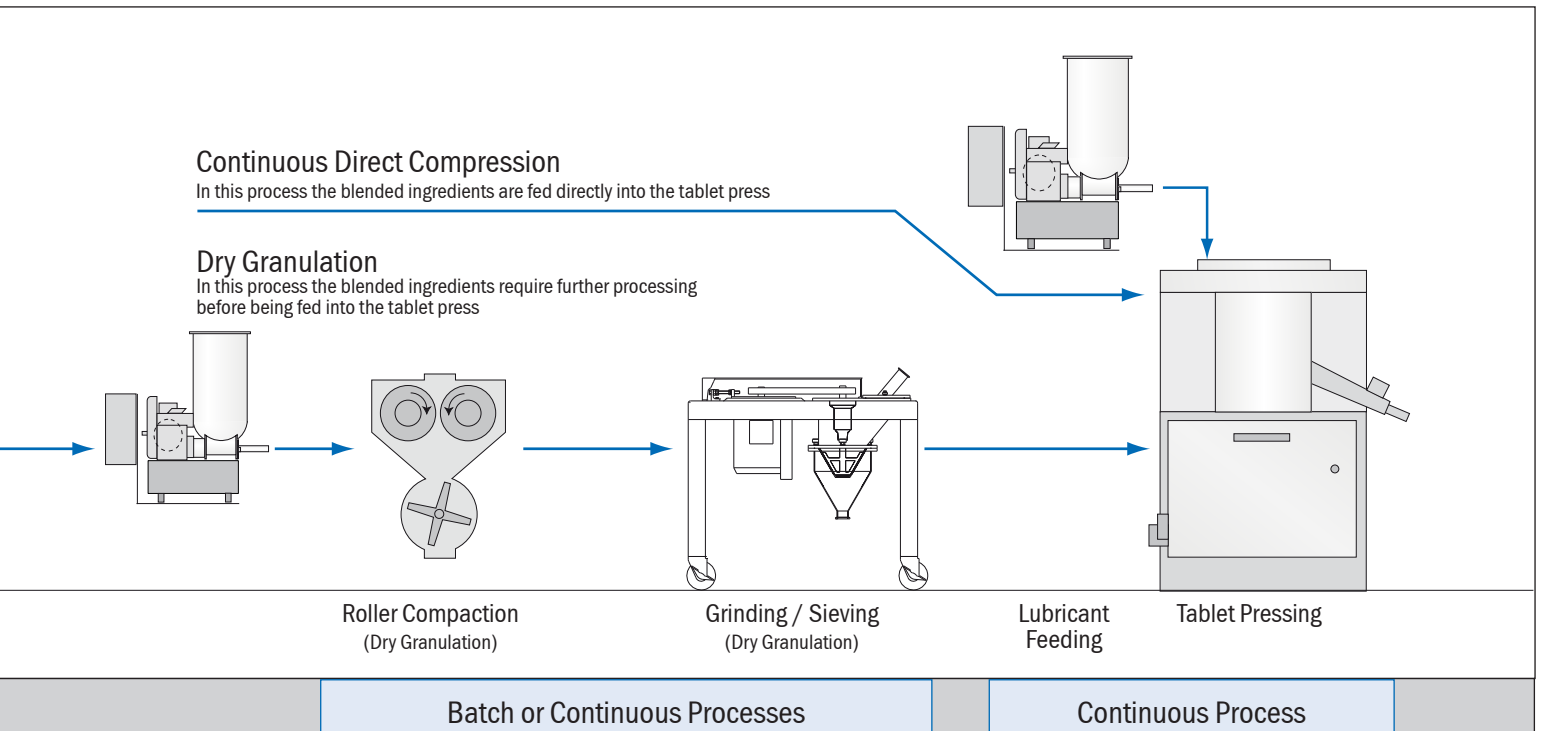 Continuous Direct Compression
In this process the blended ingredients are fed directly into the tablet press
Dry Granulation
In this process the blended ingredients require further processing
before being fed into the tablet press
Roller Compaction
(Dry Granulation)
Grinding / Sieving
(Dry Granulation)
Lubricant
Feeding
Tablet Pressing
Batch or Continuous Processes
Continuous Process